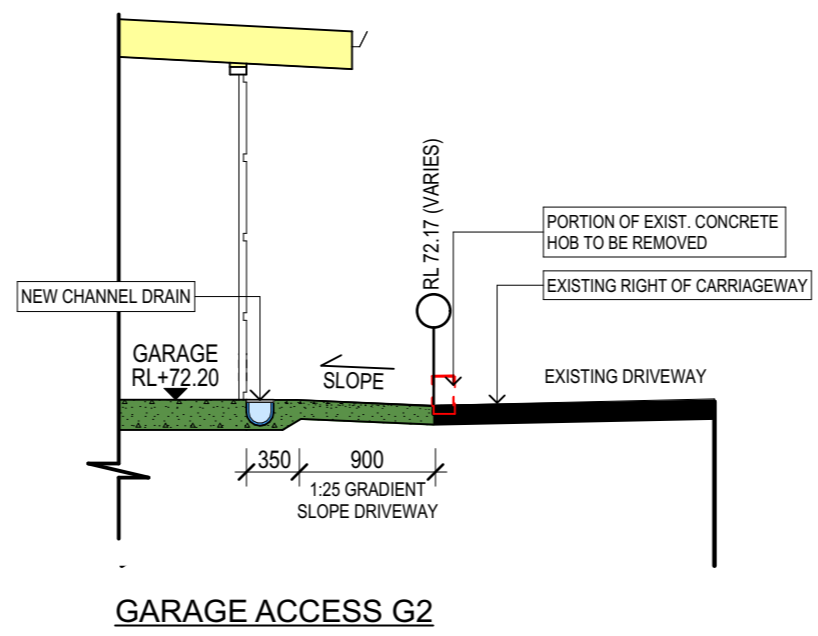 RL 72.17 (VARIES)
PORTION OF EXIST. CONCRETE
HOB TO BE REMOVED
NEW CHANNEL DRAIN
EXISTING RIGHT OF CARRIAGEWAY
GARAGE
RL+72.20
SLOPE
EXISTING DRIVEWAY
350
900
1:25 GRADIENT
SLOPE DRIVEWAY
GARAGE ACCESS G2